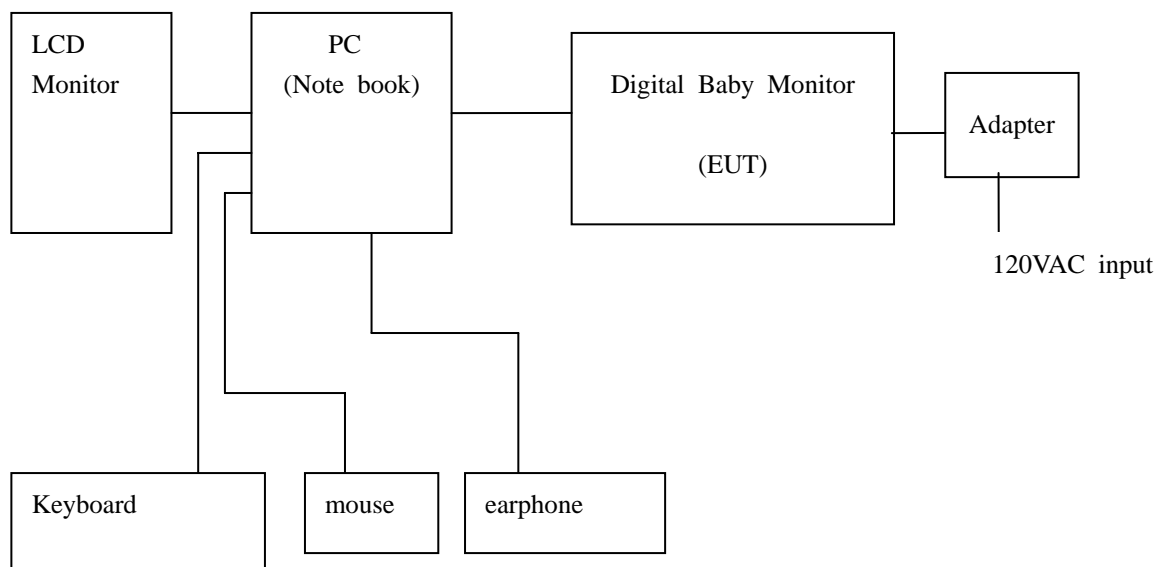 LCD
Monitor
PC
(Note book)
Digital Baby Monitor
(EUT)
Adapter
120VAC input
Keyboard
mouse
earphone